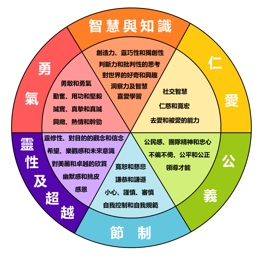 智慧與知識
創造力、靈巧性和獨創性
判斷力和批判性的思考
對世界的好奇和興趣
洞察力及智慧
喜愛學習
仁愛
社交智慧
仁慈和寬宏
去愛和被愛的能力
公義
公民感、團隊精神和忠心
不偏不倚、公平和公正
領導才能
節制
寬恕和慈悲
謙恭和謙遜
小心、謹慎、審慎
自我控制和自我規範
靈性及超越
靈修性、對目的的觀念和信念
希望、樂觀感和未來意識
對美麗和卓越的欣賞
幽默感和挑皮
感恩
勇氣
勇敢和勇氣
勤奮、用功和堅毅
誠實、真摯和真誠
興緻、熱情和幹勁